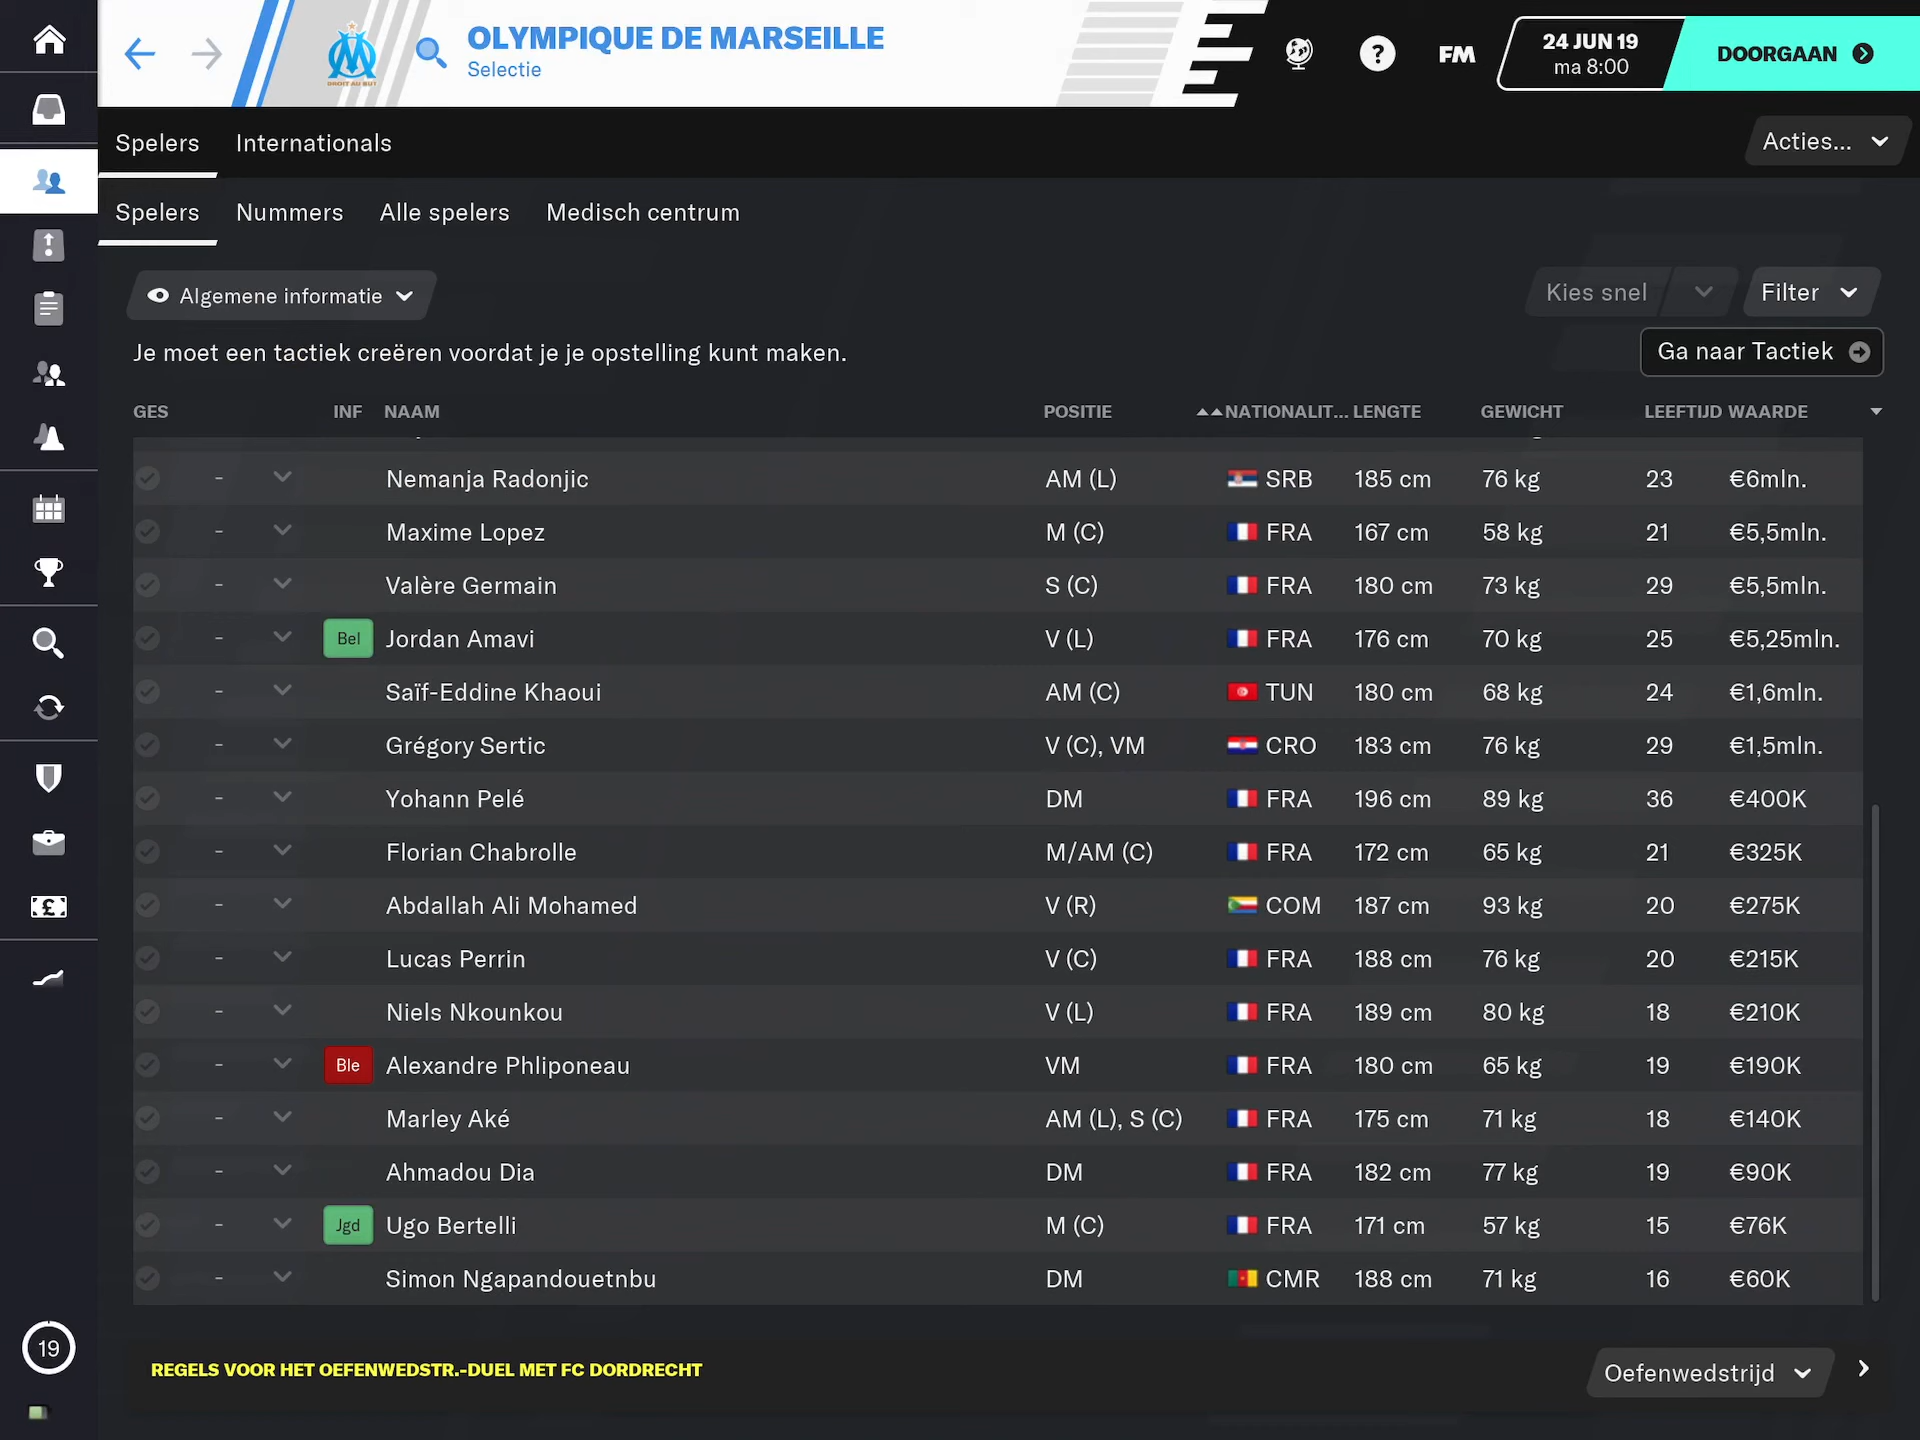 OLYMPIQUE DE MARSEILLE
Selectie
DROIT AU BUT
FM
24 JUN 19
ma 8:00
DOORGAAN
Spelers Internationals
Acties...
Spelers Nummers Alle spelers Medisch centrum
Algemene informatie
Kies snel
Filter
Je moet een tactiek creëren voordat je je opstelling kunt maken.
Ga naar Tactiek
GES INF NAAM POSITIE NATIONALIT... LENGTE GEWICHT LEEFTIJD WAARDE
- Nemanja Radonjic AM (L) SRB 185 cm 76 kg 23 €6mln.
- Maxime Lopez M (C) FRA 167 cm 58 kg 21 €5,5mln.
- Valère Germain S (C) FRA 180 cm 73 kg 29 €5,5mln.
- Bel Jordan Amavi V (L) FRA 176 cm 70 kg 25 €5,25mln.
- Saïf-Eddine Khaoui AM (C) TUN 180 cm 68 kg 24 €1,6mln.
- Grégory Sertic V (C), VM CRO 183 cm 76 kg 29 €1,5mln.
- Yohann Pelé DM FRA 196 cm 89 kg 36 €400K
- Florian Chabrolle M/AM (C) FRA 172 cm 65 kg 21 €325K
- Abdallah Ali Mohamed V (R) COM 187 cm 93 kg 20 €275K
- Lucas Perrin V (C) FRA 188 cm 76 kg 20 €215K
- Niels Nkounkou V (L) FRA 189 cm 80 kg 18 €210K
- Ble Alexandre Phliponeau VM FRA 180 cm 65 kg 19 €190K
- Marley Aké AM (L), S (C) FRA 175 cm 71 kg 18 €140K
- Ahmadou Dia DM FRA 182 cm 77 kg 19 €90K
- Jgd Ugo Bertelli M (C) FRA 171 cm 57 kg 15 €76K
- Simon Ngapandouetnbu DM CMR 188 cm 71 kg 16 €60K
19
REGELS VOOR HET OEFENWEDSTR.-DUEL MET FC DORDRECHT
Oefenwedstrijd